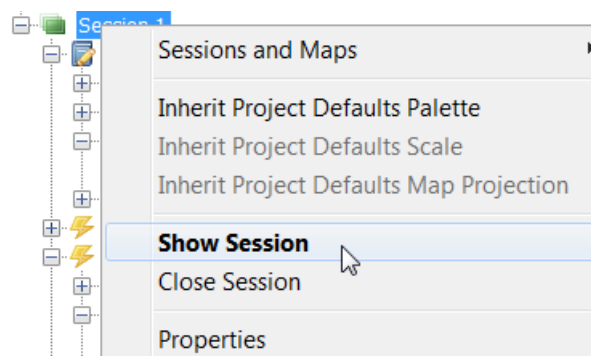 Session 1
Sessions and Maps
Inherit Project Defaults Palette
Inherit Project Defaults Scale
Inherit Project Defaults Map Projection
Show Session
Close Session
Properties